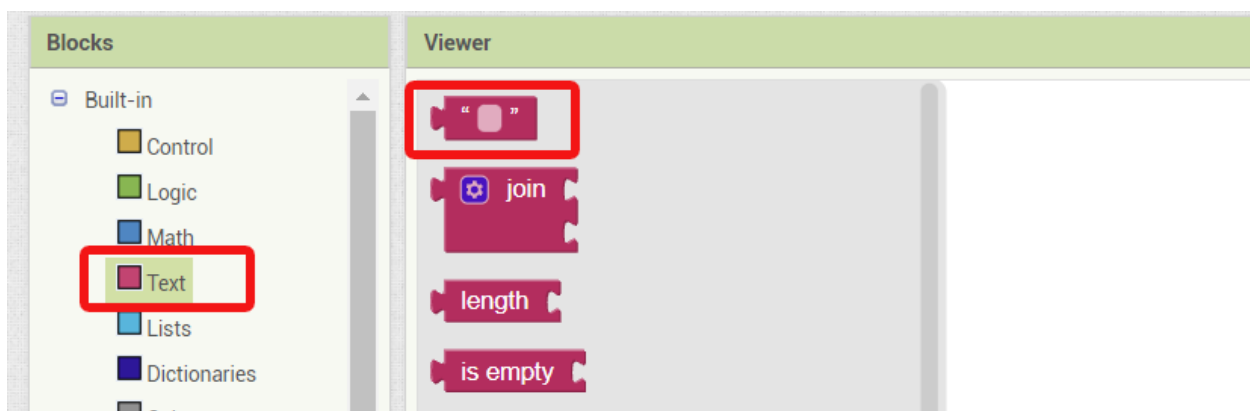 Blocks
Built-in
Control
Logic
Math
Text
Lists
Dictionaries
Viewer
“ ”
join
length
is empty